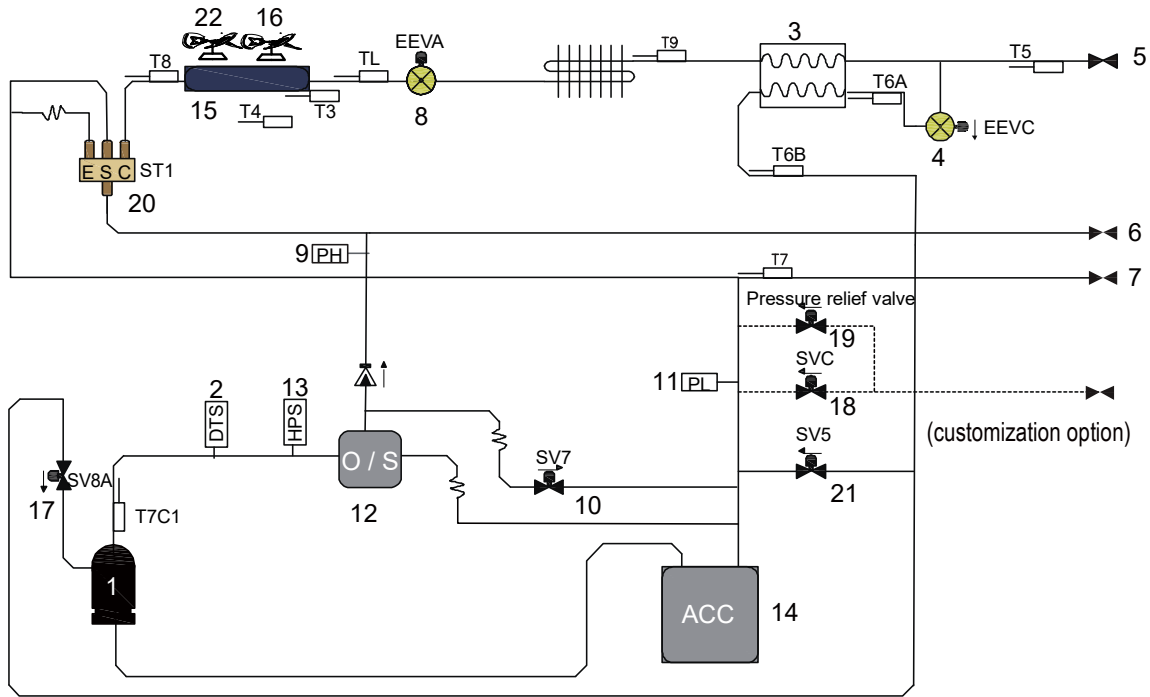 22 16 3
T8 TL EEVA T9 T5 5
15 T4 T3 8 T6A
EEVC
4
E S C ST1 T6B
20
6
9 PH
T7 7
Pressure relief valve
19
11 PL SVC
18
2 13 (customization option)
DTS HPS SV5
O / S SV7
SV8A 21
17 12 10
T7C1
1
ACC 14